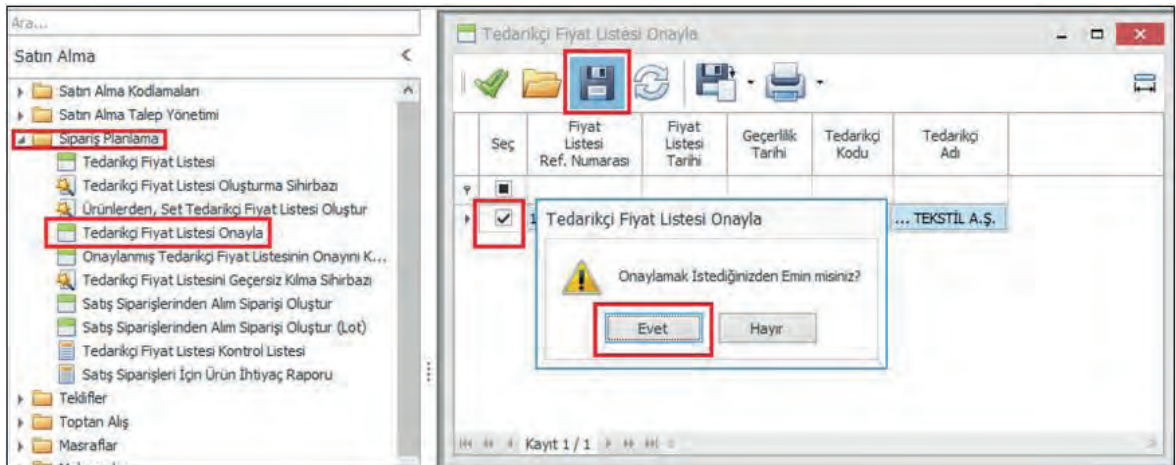 Ara...
Satın Alma
Satın Alma Kodlamaları
Satın Alma Talep Yönetimi
Sipariş Planlama
Tedarikçi Fiyat Listesi
Tedarikçi Fiyat Listesi Oluşturma Sihirbazı
Ürünlerden, Set Tedarikçi Fiyat Listesi Oluştur
Tedarikçi Fiyat Listesi Onayla
Onaylanmış Tedarikçi Fiyat Listesinin Onayını K...
Tedarikçi Fiyat Listesini Geçersiz Kılma Sihirbazı
Satış Siparişlerinden Alım Siparişi Oluştur
Satış Siparişlerinden Alım Siparişi Oluştur (Lot)
Tedarikçi Fiyat Listesi Kontrol Listesi
Satış Siparişleri İçin Ürün İhtiyaç Raporu
Teklifler
Toptan Alış
Masraflar
Tedarikçi Fiyat Listesi Onayla
Seç
Fiyat
Listesi
Ref. Numarası
Fiyat
Listesi
Tarihi
Geçerlilik
Tarihi
Tedarikçi
Kodu
Tedarikçi
Adı
1
... TEKSTİL A.Ş.
Tedarikçi Fiyat Listesi Onayla
Onaylamak İstediğinizden Emin misiniz?
Evet
Hayır
Kayıt 1 / 1